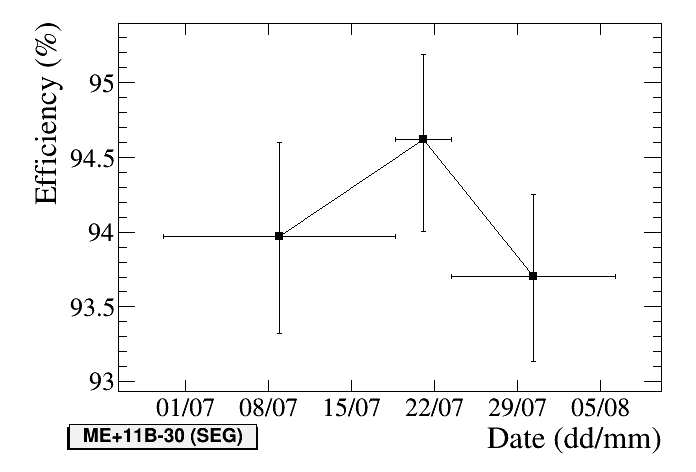 Efficiency (%)
95
94.5
94
93.5
93
01/07 08/07 15/07 22/07 29/07 05/08
ME+11B-30 (SEG)
Date (dd/mm)